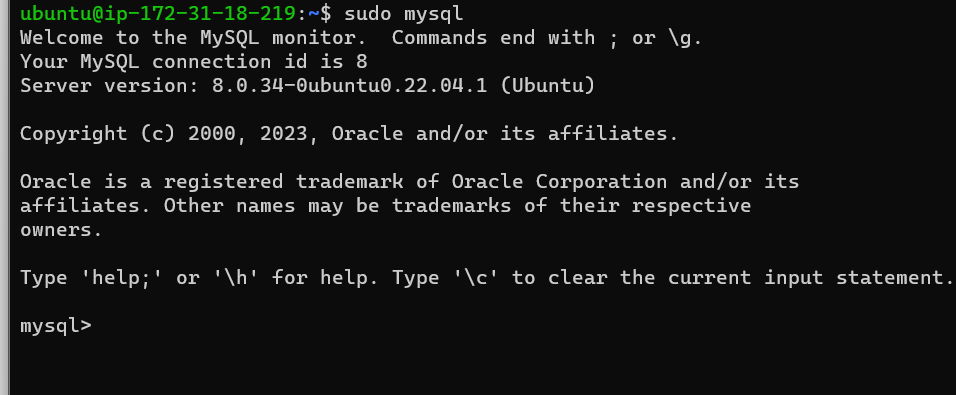 ubuntu@ip-172-31-18-219:~$ sudo mysql
Welcome to the MySQL monitor.  Commands end with ; or \g.
Your MySQL connection id is 8
Server version: 8.0.34-0ubuntu0.22.04.1 (Ubuntu)
Copyright (c) 2000, 2023, Oracle and/or its affiliates.
Oracle is a registered trademark of Oracle Corporation and/or its
affiliates. Other names may be trademarks of their respective
owners.
Type 'help;' or '\h' for help. Type '\c' to clear the current input statement.
mysql>